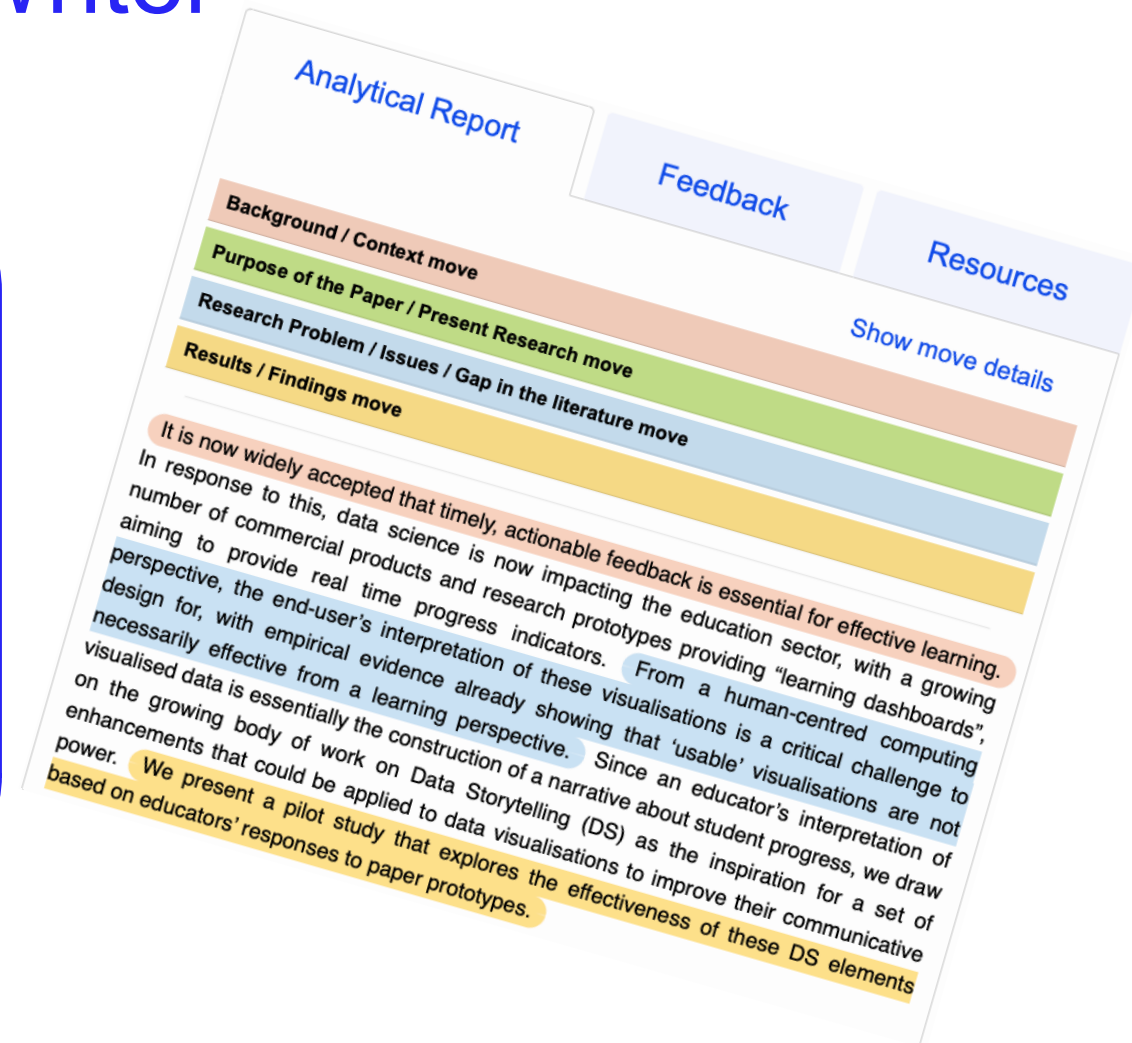 writer
Analytical Report
Feedback
Resources
Show move details
Background / Context move
Purpose of the Paper / Present Research move
Research Problem / Issues / Gap in the literature move
Results / Findings move
It is now widely accepted that timely, actionable feedback is essential for effective learning.
In response to this, data science is now impacting the education sector, with a growing
number of commercial products and research prototypes providing “learning dashboards”,
aiming to provide real time progress indicators. From a human-centred computing
perspective, the end-user’s interpretation of these visualisations is a critical challenge to
design for, with empirical evidence already showing that ‘usable’ visualisations are not
necessarily effective from a learning perspective. Since an educator’s interpretation of
visualised data is essentially the construction of a narrative about student progress, we draw
on the growing body of work on Data Storytelling (DS) as the inspiration for a set of
enhancements that could be applied to data visualisations to improve their communicative
power. We present a pilot study that explores the effectiveness of these DS elements
based on educators’ responses to paper prototypes.